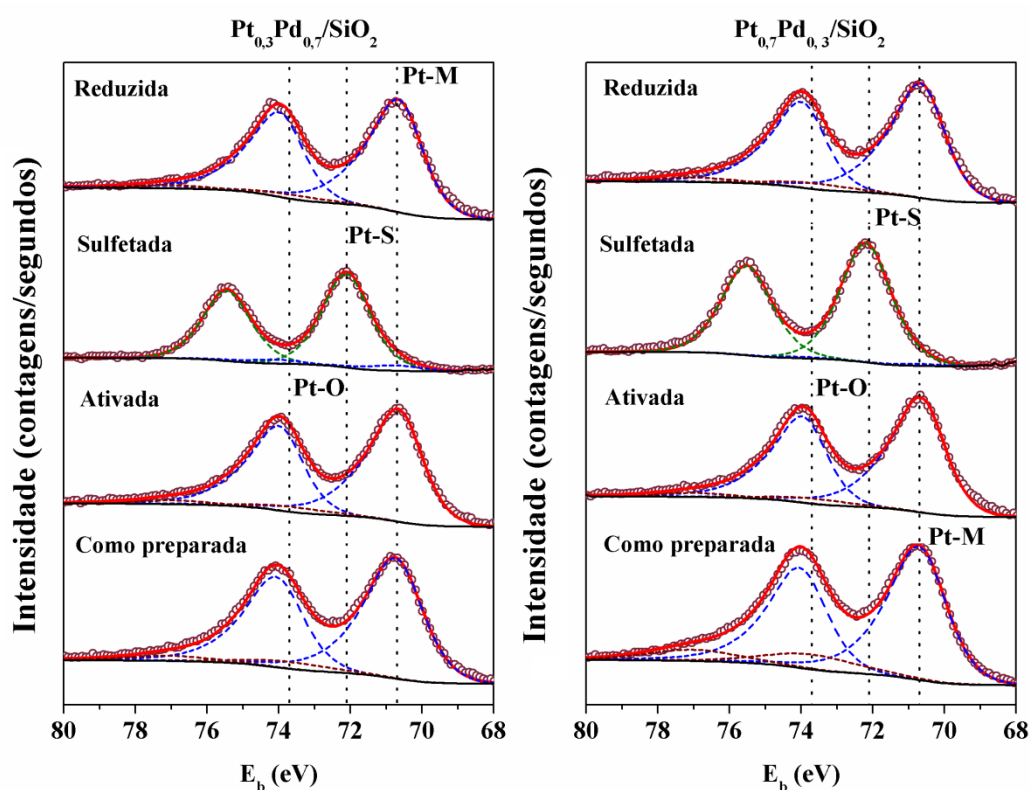 Pt0,3Pd0,7/SiO2
Reduzida
Pt-M
Sulfetada
Pt-S
Ativada
Pt-O
Como preparada
Intensidade (contagens/segundos)
80 76 74 72 70 68
Eb (eV)
Pt0,7Pd0,3/SiO2
Reduzida
Pt-S
Sulfetada
Ativada
Pt-O
Como preparada
Pt-M
Intensidade (contagens/segundos)
80 76 74 72 70 68
Eb (eV)